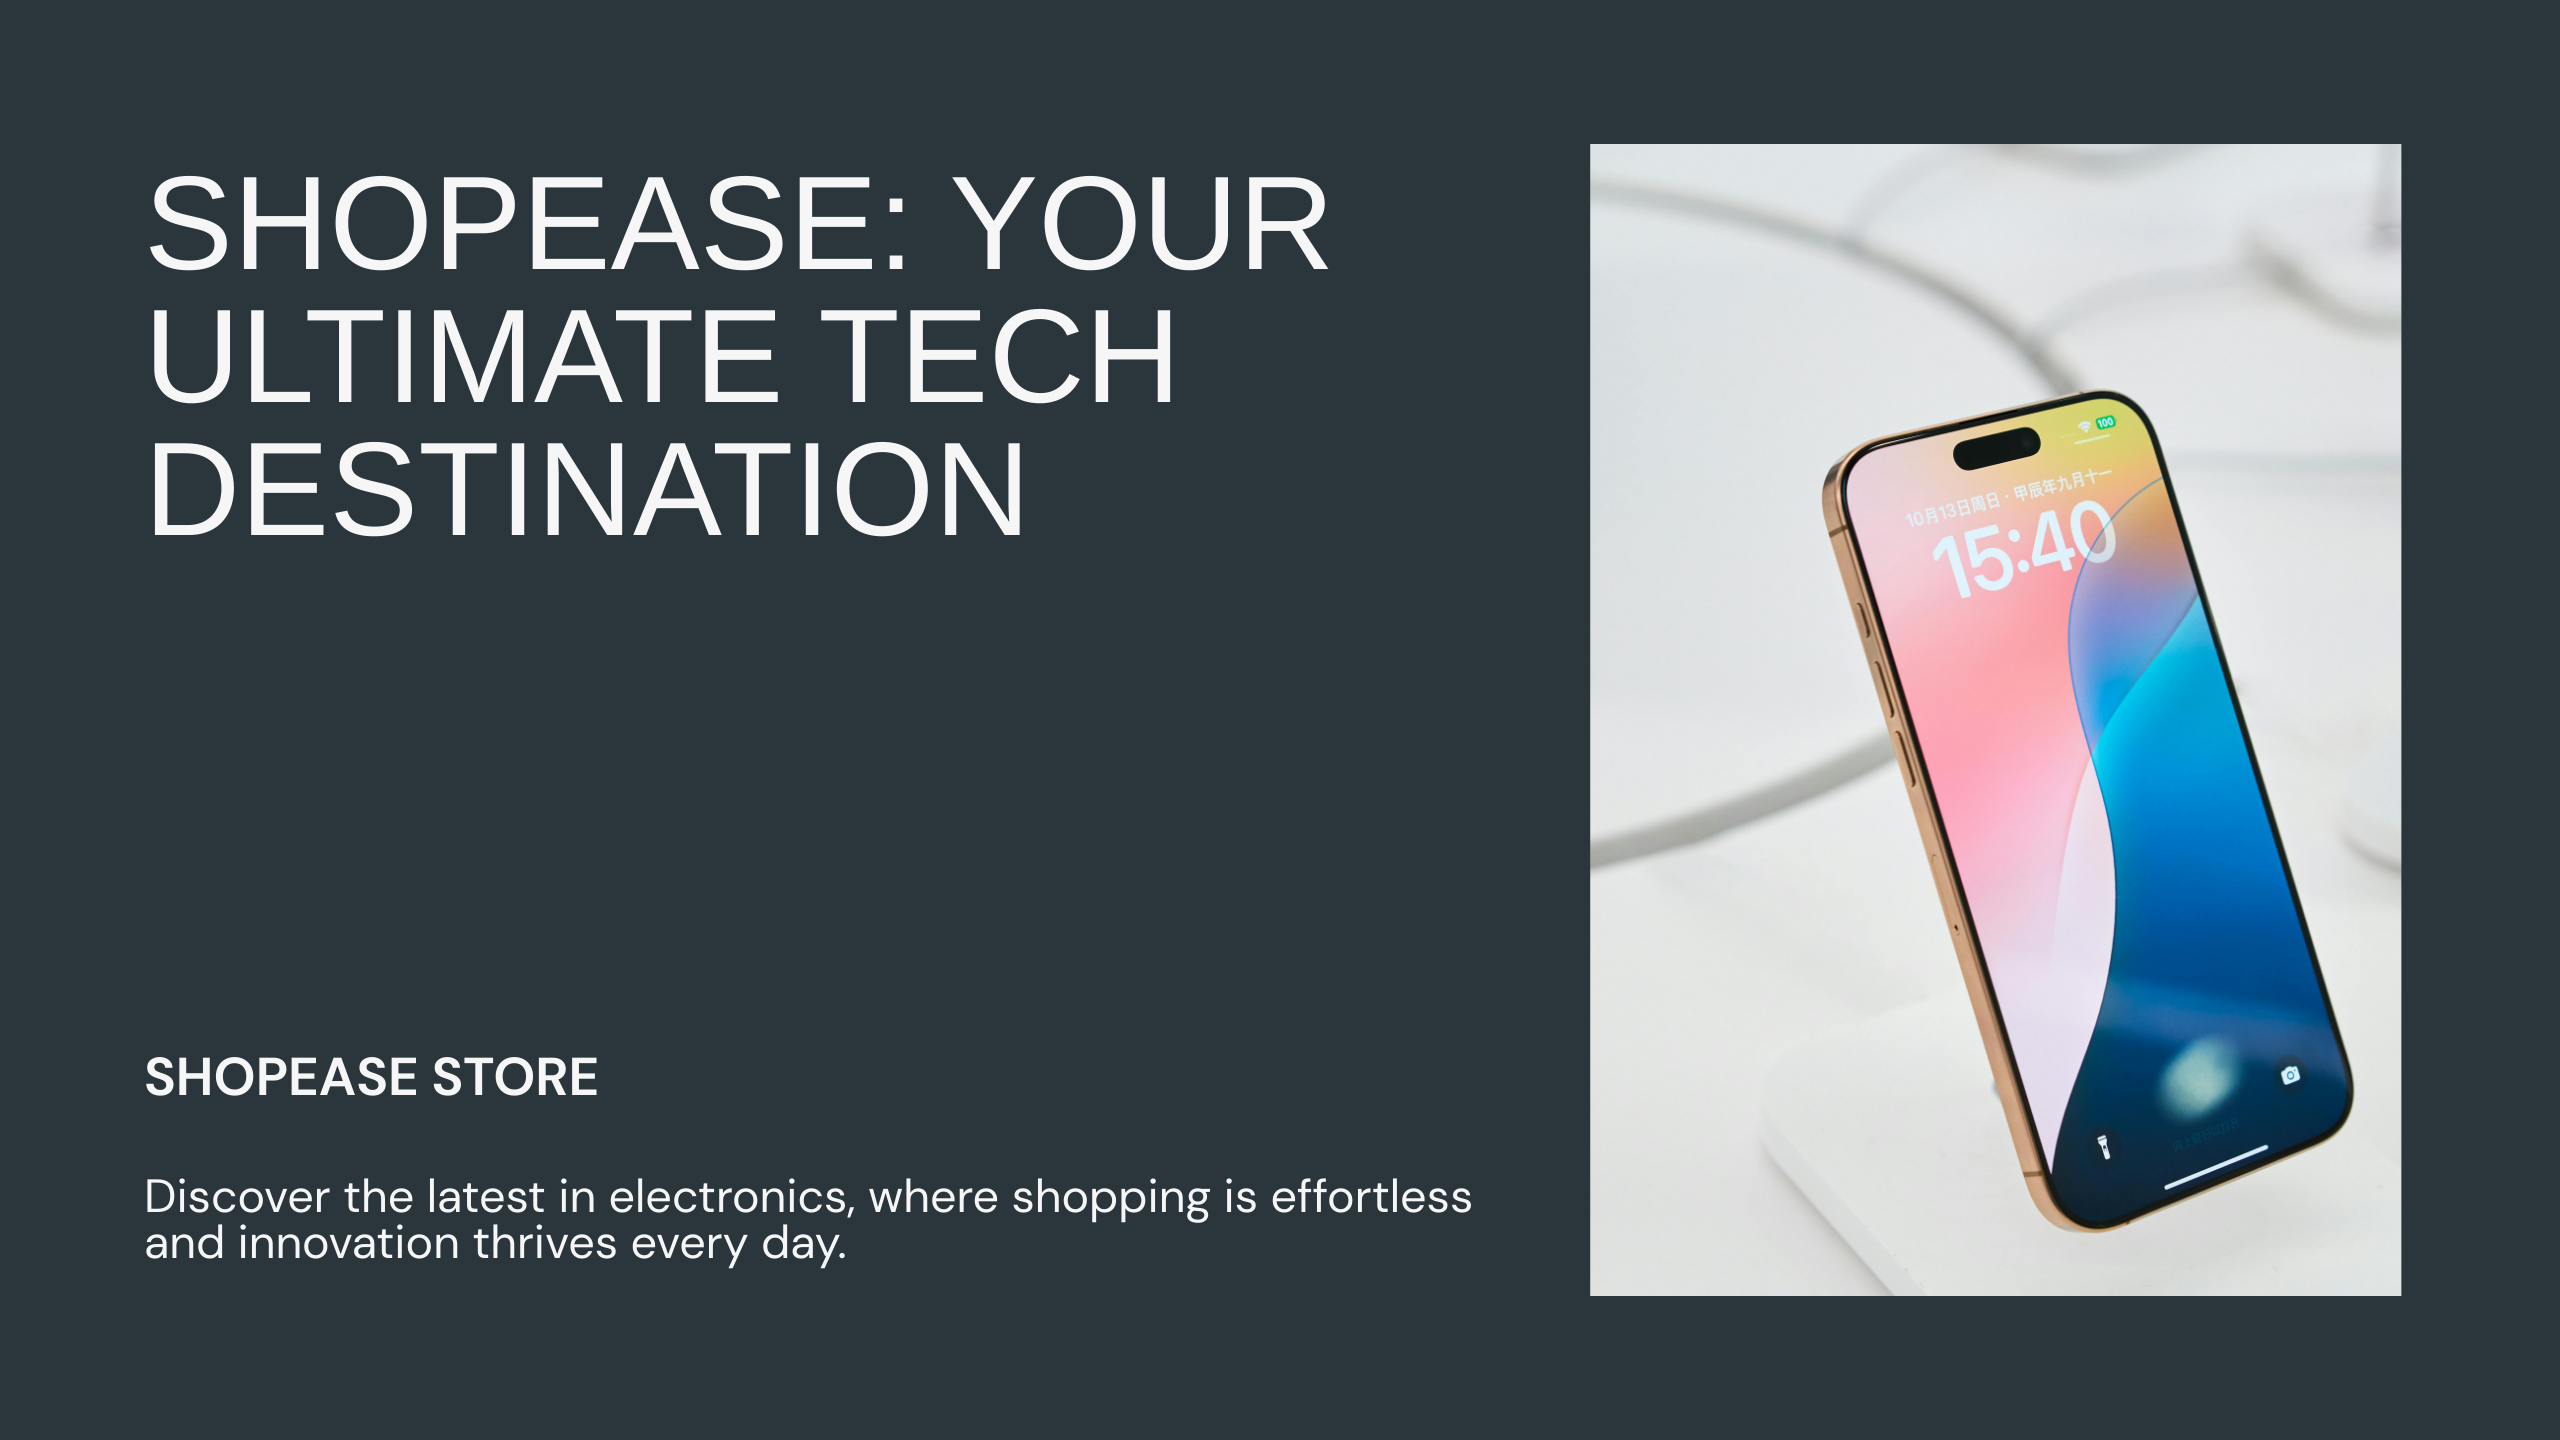 SHOPEASE: YOUR
ULTIMATE TECH
DESTINATION
SHOPEASE STORE
Discover the latest in electronics, where shopping is effortless
and innovation thrives every day.
100
10月13日周日 · 甲辰年九月十一
15:40